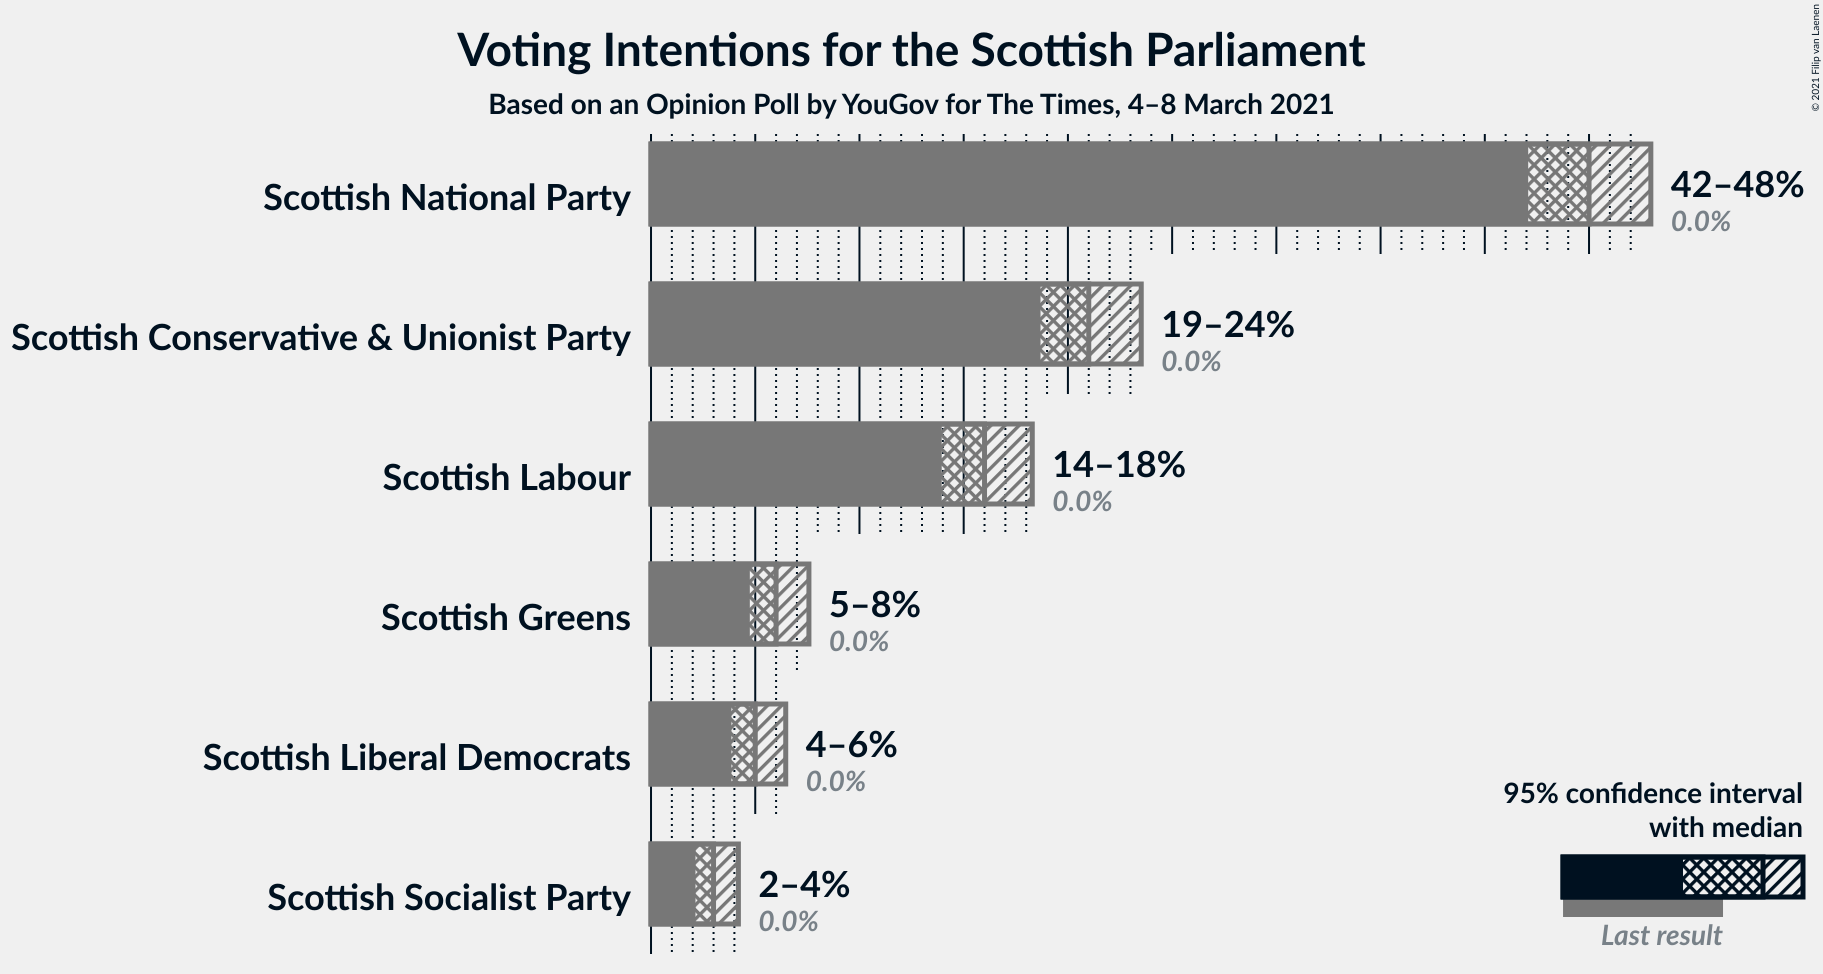 Voting Intentions for the Scottish Parliament
Based on an Opinion Poll by YouGov for The Times, 4–8 March 2021
© 2021 Filip van Laenen
Scottish National Party
42–48%
0.0%
Scottish Conservative & Unionist Party
19–24%
0.0%
Scottish Labour
14–18%
0.0%
Scottish Greens
5–8%
0.0%
Scottish Liberal Democrats
4–6%
0.0%
Scottish Socialist Party
2–4%
0.0%
95% confidence interval
with median
Last result